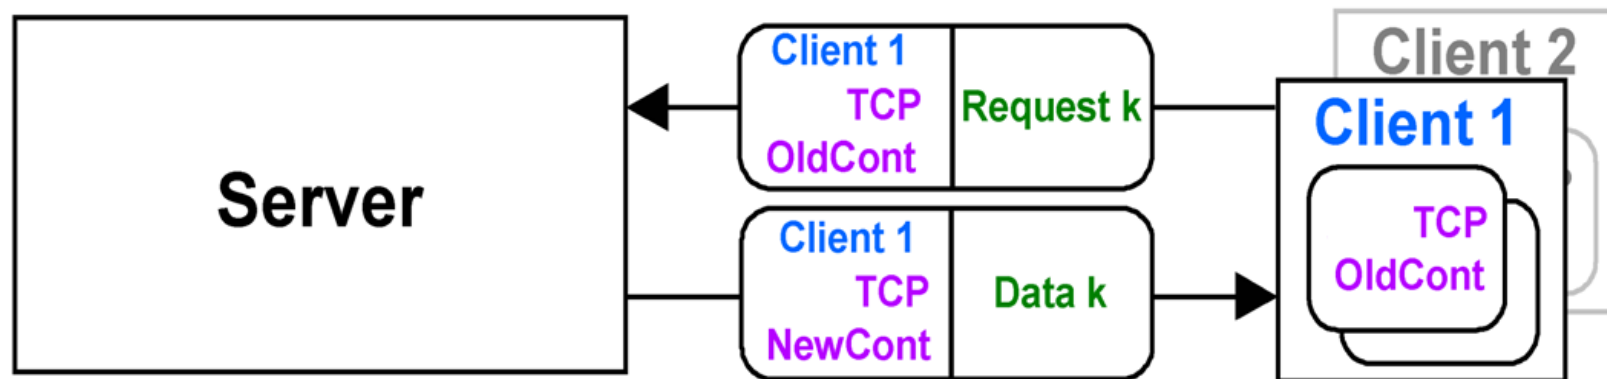 Server
Client 1
TCP
OldCont
Request k
Client 1
TCP
NewCont
Data k
Client 2
Client 1
TCP
OldCont